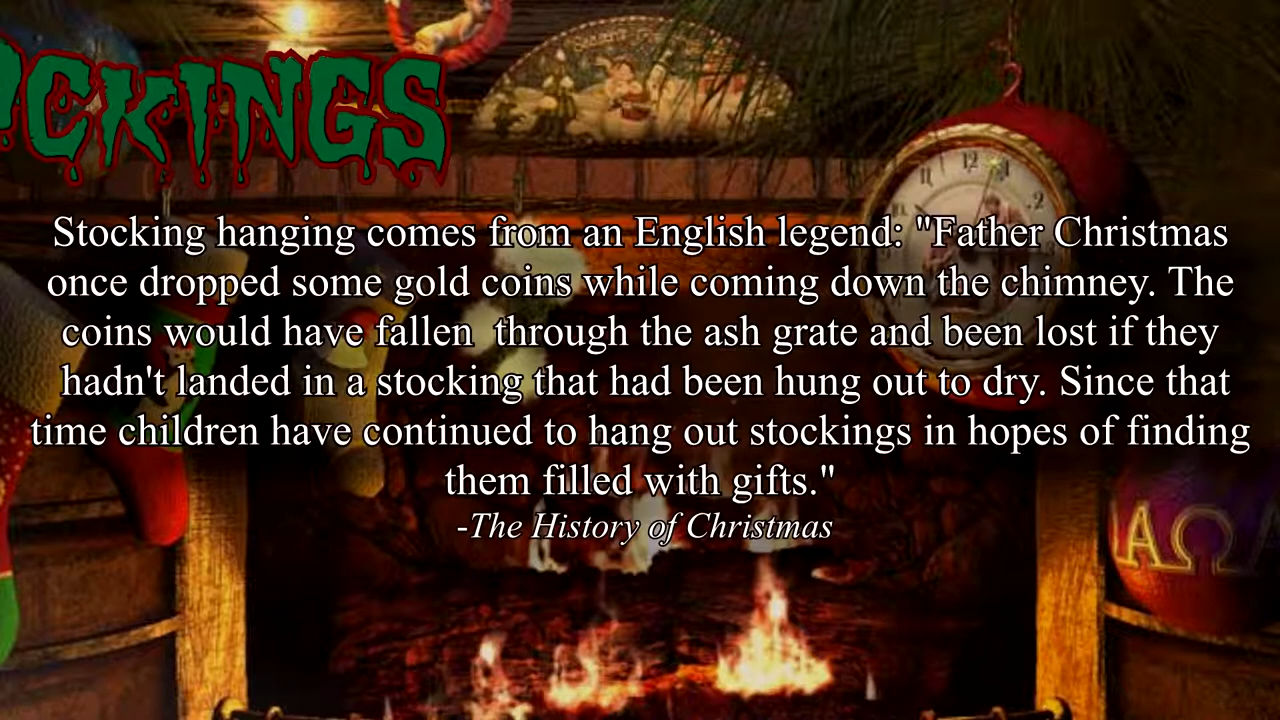 CKINGS
Stocking hanging comes from an English legend: "Father Christmas
once dropped some gold coins while coming down the chimney. The
coins would have fallen  through the ash grate and been lost if they
hadn't landed in a stocking that had been hung out to dry. Since that
time children have continued to hang out stockings in hopes of finding
them filled with gifts."
-The History of Christmas
12
2
ΑΩ